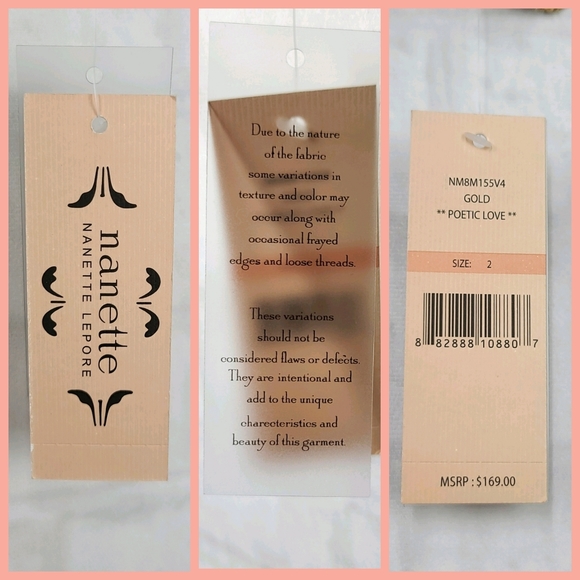 nanette
NANETTE LEPORE
Due to the nature
of the fabric
some variations in
texture and color may
occur along with
occasional frayed
edges and loose threads.
These variations
should not be
considered flaws or defects.
They are intentional and
add to the unique
charecteristics and
beauty of this garment.
NM8M155V4
GOLD
** POETIC LOVE **
SIZE: 2
8 82888 10880 7
MSRP : $169.00